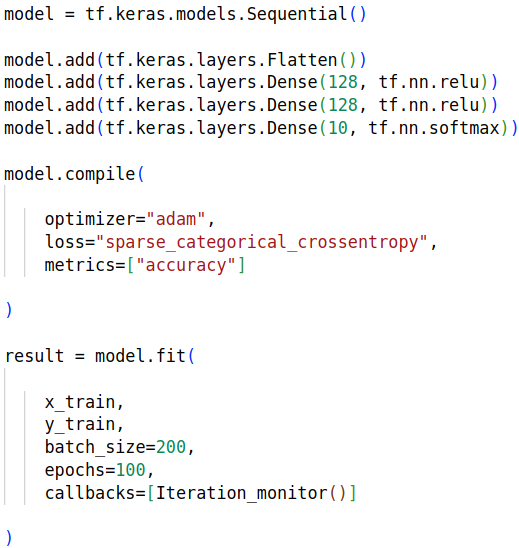 model = tf.keras.models.Sequential()
model.add(tf.keras.layers.Flatten())
model.add(tf.keras.layers.Dense(128, tf.nn.relu))
model.add(tf.keras.layers.Dense(128, tf.nn.relu))
model.add(tf.keras.layers.Dense(10, tf.nn.softmax))
model.compile(
optimizer="adam",
loss="sparse_categorical_crossentropy",
metrics=["accuracy"]
)
result = model.fit(
x_train,
y_train,
batch_size=200,
epochs=100,
callbacks=[Iteration_monitor()]
)